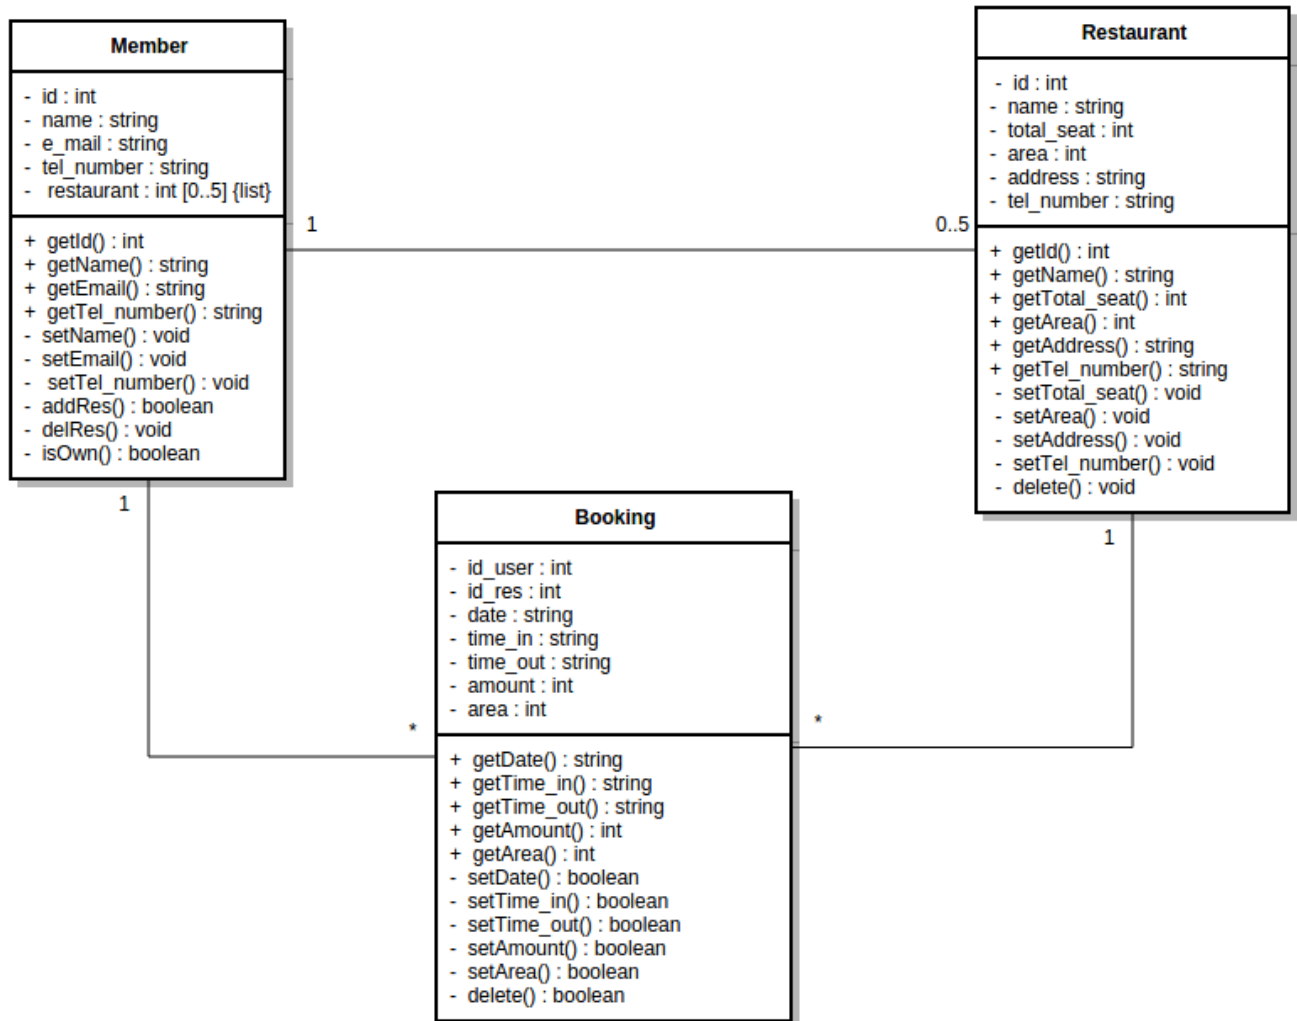 Member
- id : int
- name : string
- e_mail : string
- tel_number : string
- restaurant : int [0..5] {list}
+ getId() : int
+ getName() : string
+ getEmail() : string
+ getTel_number() : string
- setName() : void
- setEmail() : void
- setTel_number() : void
- addRes() : boolean
- delRes() : void
- isOwn() : boolean
1
0..5
Restaurant
- id : int
- name : string
- total_seat : int
- area : int
- address : string
- tel_number : string
+ getId() : int
+ getName() : string
+ getTotal_seat() : int
+ getArea() : int
+ getAddress() : string
+ getTel_number() : string
- setTotal_seat() : void
- setArea() : void
- setAddress() : void
- setTel_number() : void
- delete() : void
1
*
Booking
- id_user : int
- id_res : int
- date : string
- time_in : string
- time_out : string
- amount : int
- area : int
+ getDate() : string
+ getTime_in() : string
+ getTime_out() : string
+ getAmount() : int
+ getArea() : int
- setDate() : boolean
- setTime_in() : boolean
- setTime_out() : boolean
- setAmount() : boolean
- setArea() : boolean
- delete() : boolean
*
1